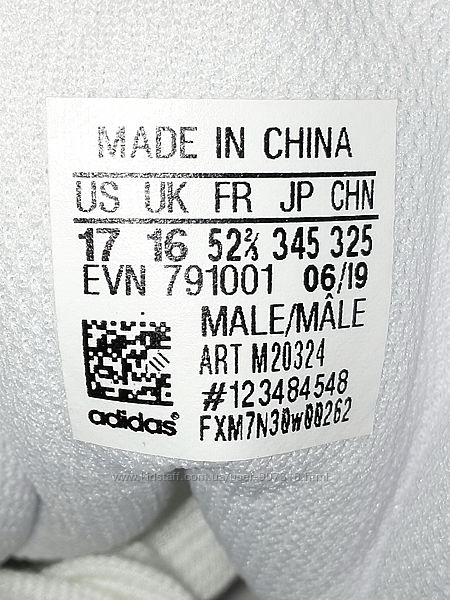 MADE IN CHINA
US UK FR JP CHN
17 16 52⅔ 345 325
EVN 791001 06/19
MALE/MÂLE
ART M20324
#123484548
FXM7N30w00262
adidas